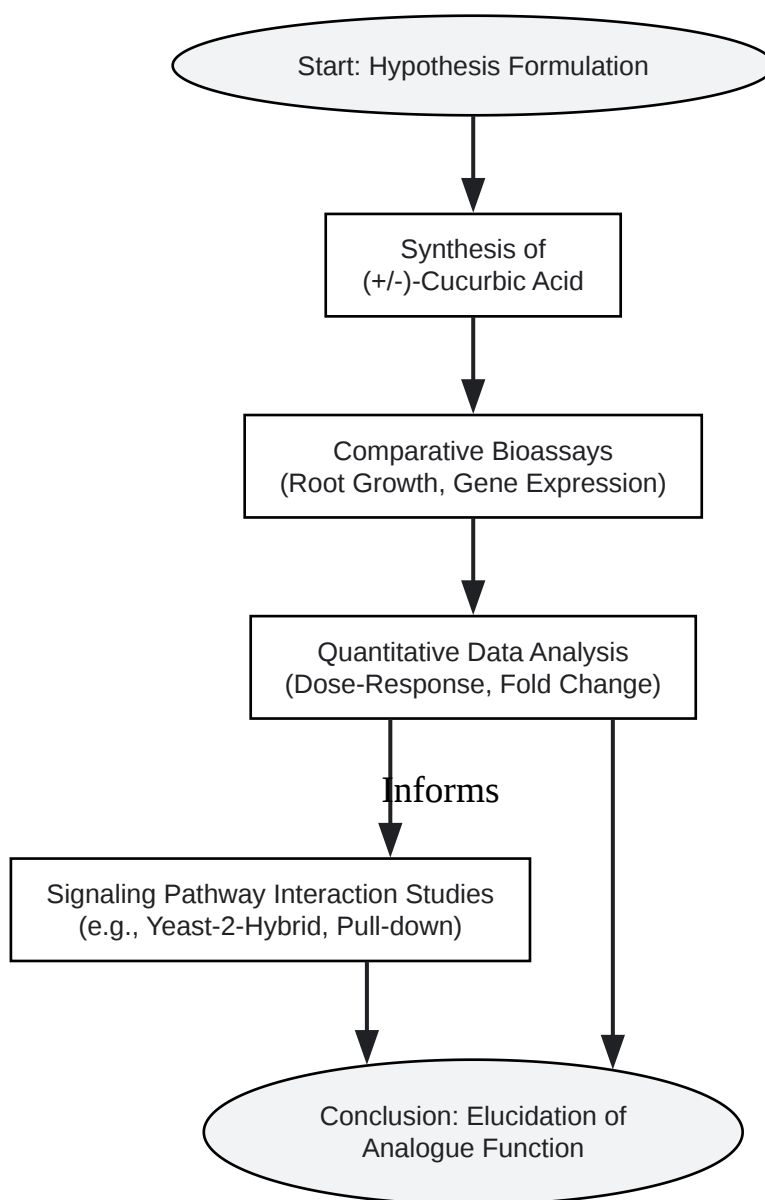 Start: Hypothesis Formulation
Synthesis of
(+/-)-Cucurbic Acid
Comparative Bioassays
(Root Growth, Gene Expression)
Quantitative Data Analysis
(Dose-Response, Fold Change)
Informs
Signaling Pathway Interaction Studies
(e.g., Yeast-2-Hybrid, Pull-down)
Conclusion: Elucidation of
Analogue Function